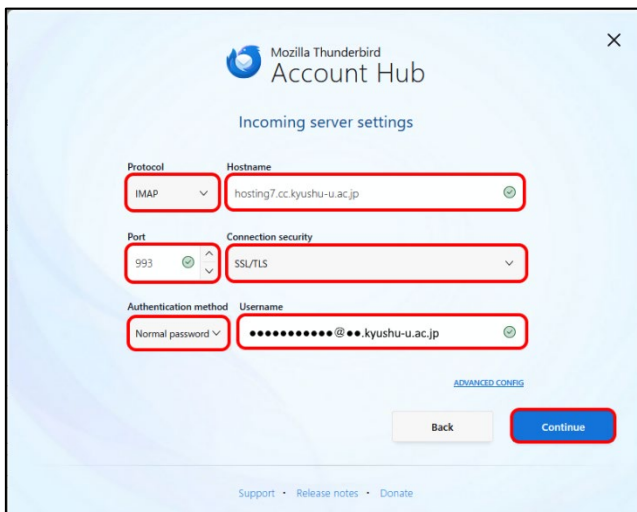 Mozilla Thunderbird
Account Hub
Incoming server settings
Protocol Hostname
IMAP hosting7.cc.kyushu-u.ac.jp
Port Connection security
993 SSL/TLS
Authentication method Username
Normal password ●●●●●●●●●●●@●●.kyushu-u.ac.jp
ADVANCED CONFIG
Back Continue
Support • Release notes • Donate